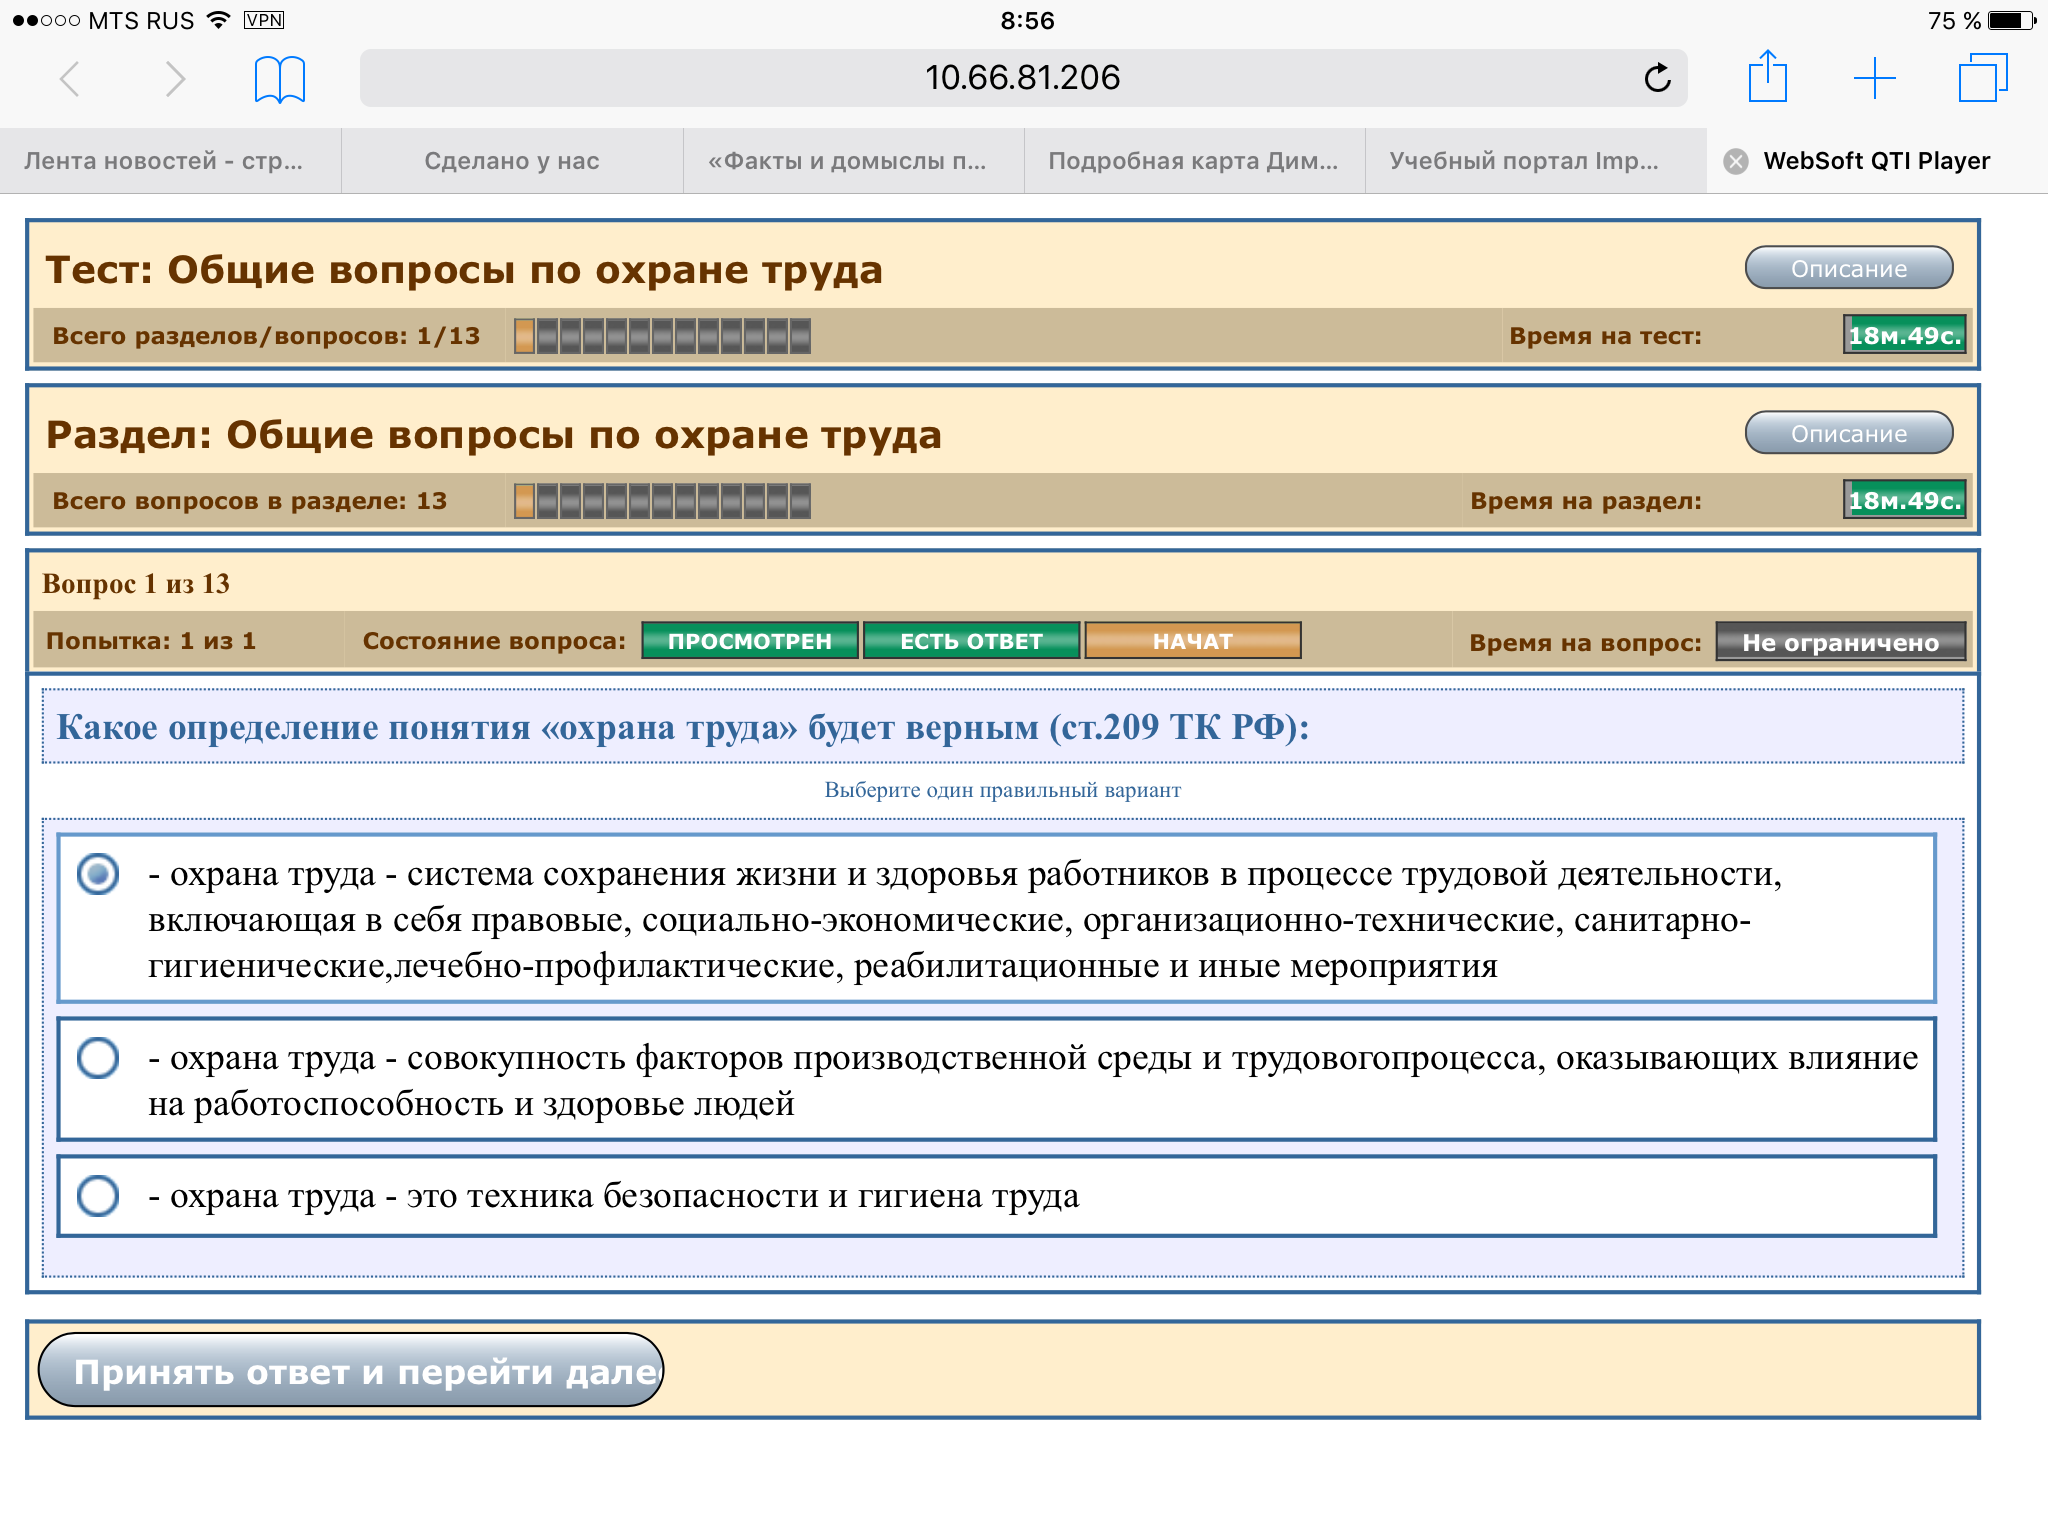 MTS RUS VPN 8:56 75 %
10.66.81.206
Лента новостей - стр... Сделано у нас «Факты и домыслы п... Подробная карта Дим... Учебный портал Imp... WebSoft QTI Player
Тест: Общие вопросы по охране труда Описание
Всего разделов/вопросов: 1/13 Время на тест: 18м.49с.
Раздел: Общие вопросы по охране труда Описание
Всего вопросов в разделе: 13 Время на раздел: 18м.49с.
Вопрос 1 из 13
Попытка: 1 из 1 Состояние вопроса: ПРОСМОТРЕН ЕСТЬ ОТВЕТ НАЧАТ Время на вопрос: Не ограничено
Какое определение понятия «охрана труда» будет верным (ст.209 ТК РФ):
Выберите один правильный вариант
- охрана труда - система сохранения жизни и здоровья работников в процессе трудовой деятельности,
включающая в себя правовые, социально-экономические, организационно-технические, санитарно-
гигиенические,лечебно-профилактические, реабилитационные и иные мероприятия
- охрана труда - совокупность факторов производственной среды и трудовогопроцесса, оказывающих влияние
на работоспособность и здоровье людей
- охрана труда - это техника безопасности и гигиена труда
Принять ответ и перейти дале